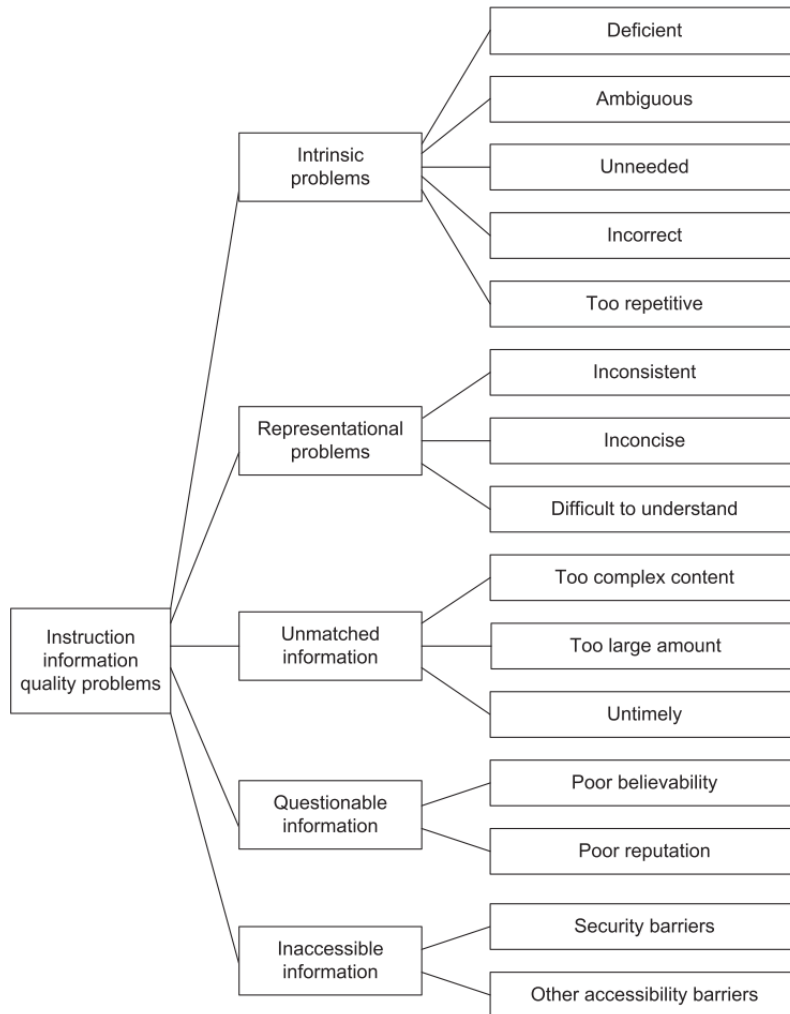 Deficient
Ambiguous
Intrinsic
problems
Unneeded
Incorrect
Too repetitive
Inconsistent
Representational
problems
Inconcise
Difficult to understand
Too complex content
Instruction
information
quality problems
Unmatched
information
Too large amount
Untimely
Poor believability
Questionable
information
Poor reputation
Security barriers
Inaccessible
information
Other accessibility barriers